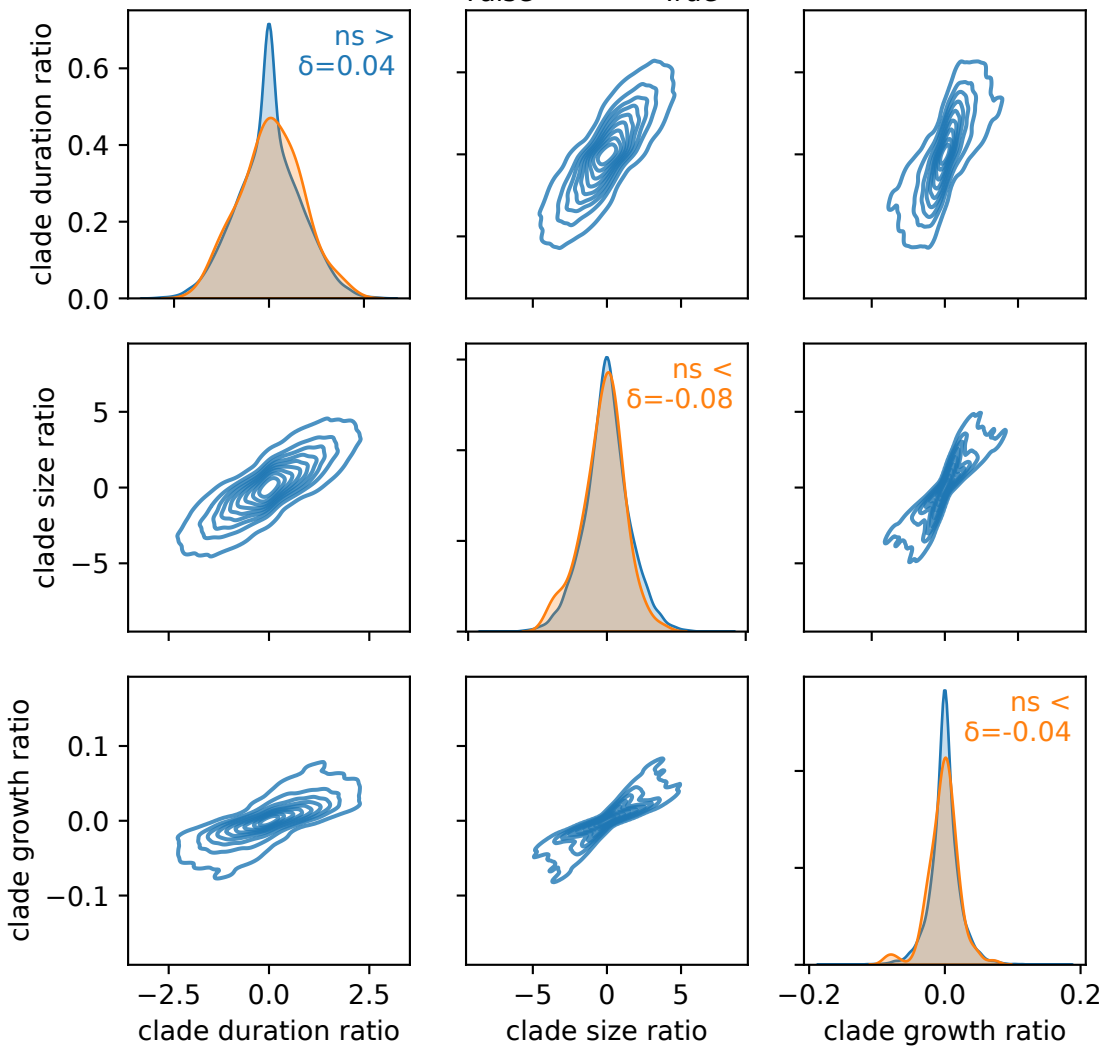 clade duration ratio
0.6
0.4
0.2
0.0
ns >
δ=0.04
clade size ratio
5
0
−5
ns <
δ=-0.08
clade growth ratio
0.1
0.0
−0.1
ns <
δ=-0.04
−2.5 0.0 2.5
clade duration ratio
−5 0 5
clade size ratio
−0.2 0.0 0.2
clade growth ratio